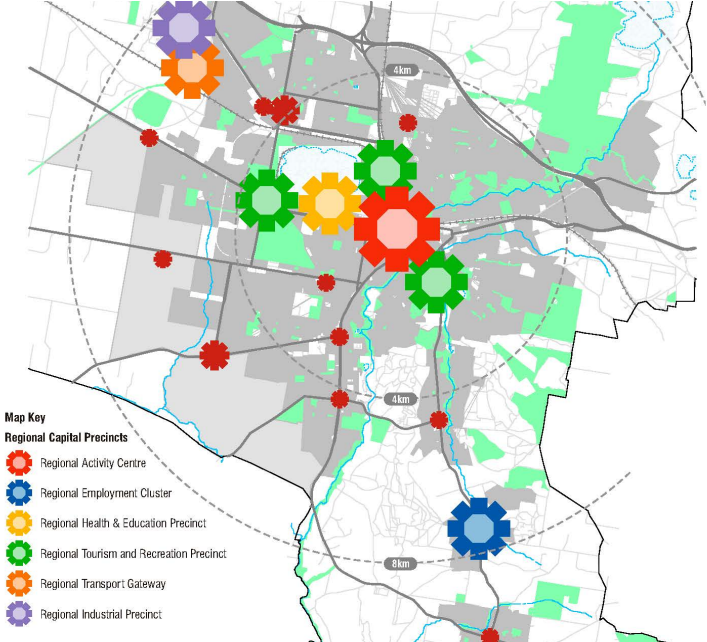 4km
4km
8km
Map Key
Regional Capital Precincts
Regional Activity Centre
Regional Employment Cluster
Regional Health & Education Precinct
Regional Tourism and Recreation Precinct
Regional Transport Gateway
Regional Industrial Precinct